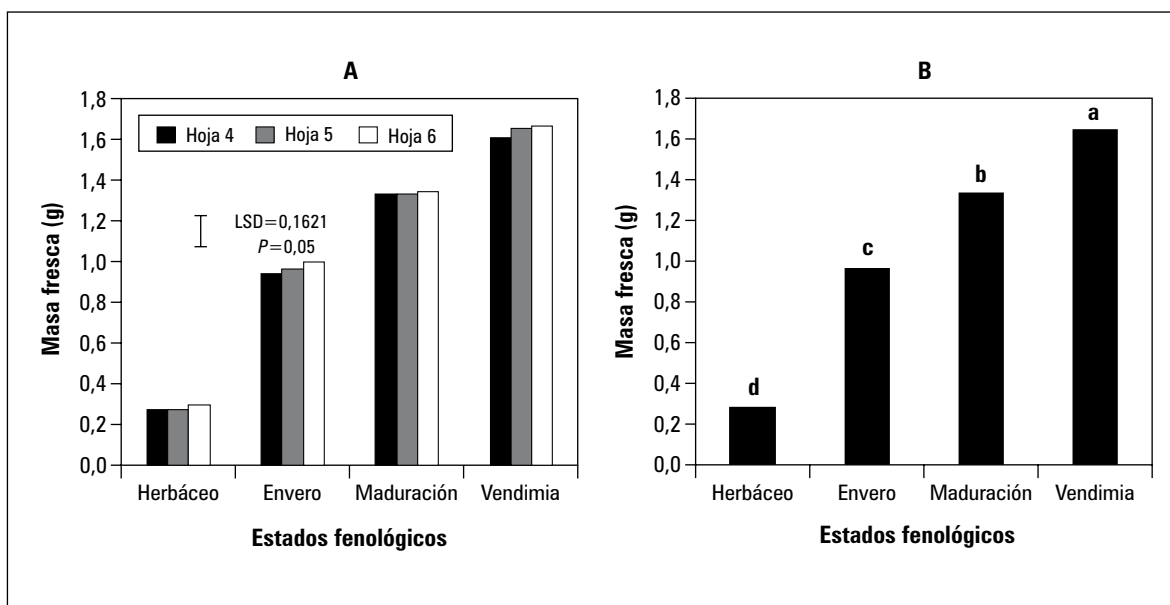 A
Masa fresca (g)
1,8
1,6
1,4
1,2
1,0
0,8
0,6
0,4
0,2
0,0
Hoja 4 Hoja 5 Hoja 6
LSD=0,1621
P=0,05
Herbáceo Envero Maduración Vendimia
Estados fenológicos
B
Masa fresca (g)
1,8
1,6
1,4
1,2
1,0
0,8
0,6
0,4
0,2
0,0
d
c
b
a
Herbáceo Envero Maduración Vendimia
Estados fenológicos